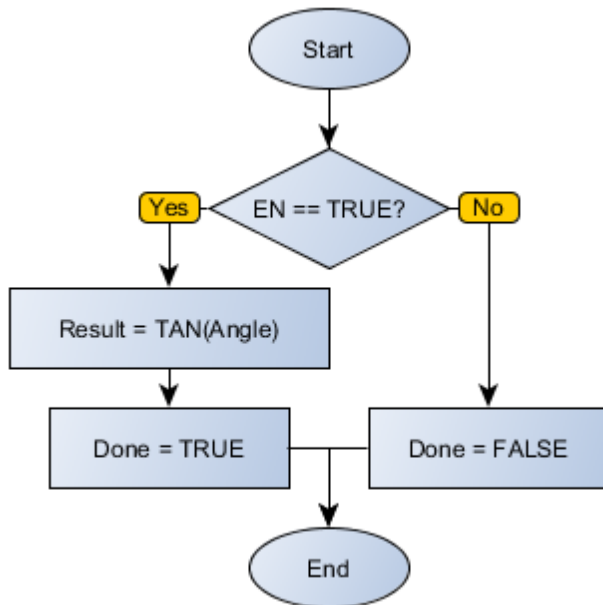 Start
EN == TRUE?
Yes
No
Result = TAN(Angle)
Done = TRUE
Done = FALSE
End